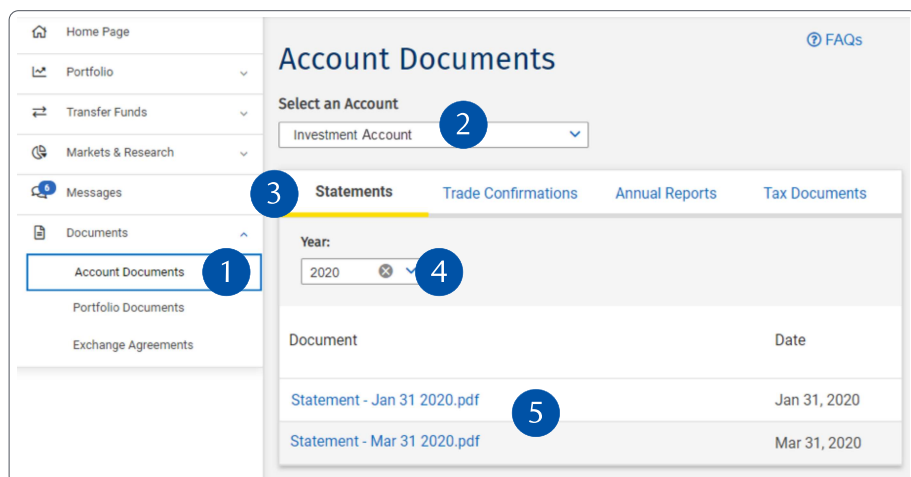 Home Page
Portfolio
Transfer Funds
Markets & Research
6
Messages
Documents
Account Documents
1
Portfolio Documents
Exchange Agreements
? FAQs
Account Documents
Select an Account
Investment Account
2
3
Statements Trade Confirmations Annual Reports Tax Documents
Year:
2020
4
Document Date
Statement - Jan 31 2020.pdf Jan 31, 2020
5
Statement - Mar 31 2020.pdf Mar 31, 2020